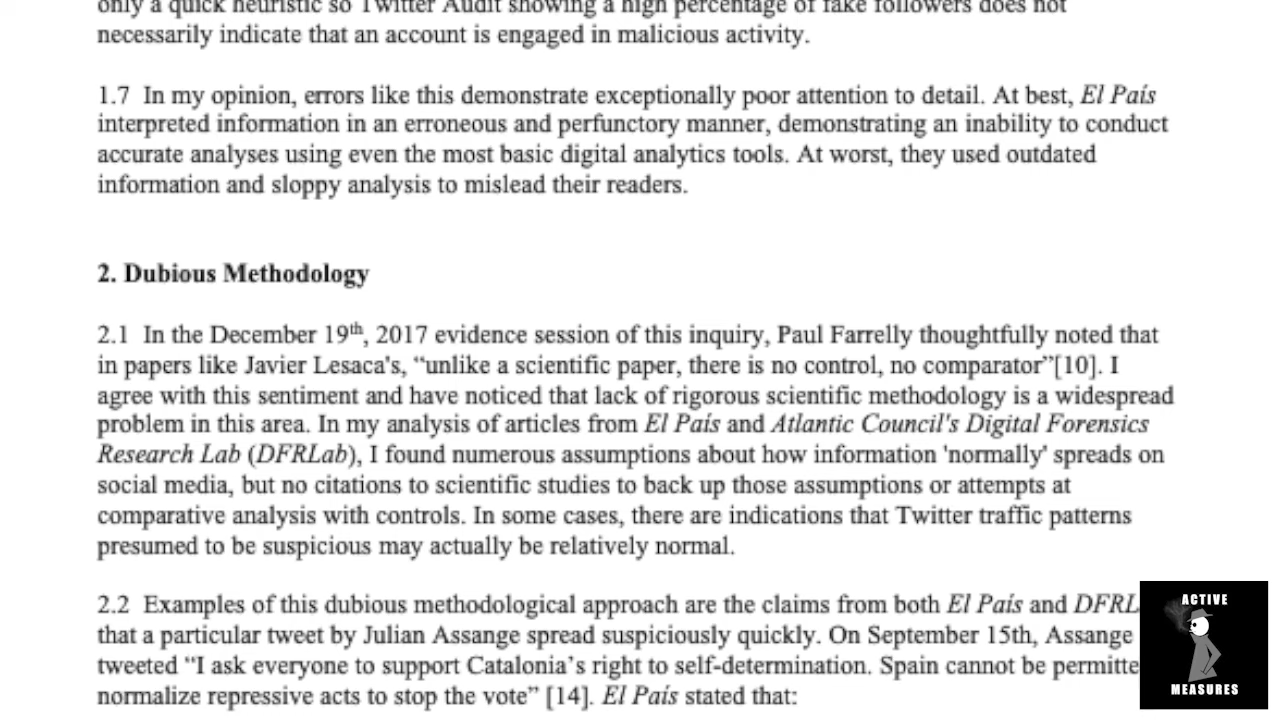 only a quick heuristic so Twitter Audit showing a high percentage of fake followers does not
necessarily indicate that an account is engaged in malicious activity.
1.7 In my opinion, errors like this demonstrate exceptionally poor attention to detail. At best, El País
interpreted information in an erroneous and perfunctory manner, demonstrating an inability to conduct
accurate analyses using even the most basic digital analytics tools. At worst, they used outdated
information and sloppy analysis to mislead their readers.
2. Dubious Methodology
2.1 In the December 19th, 2017 evidence session of this inquiry, Paul Farrelly thoughtfully noted that
in papers like Javier Lesaca's, “unlike a scientific paper, there is no control, no comparator”[10]. I
agree with this sentiment and have noticed that lack of rigorous scientific methodology is a widespread
problem in this area. In my analysis of articles from El País and Atlantic Council's Digital Forensics
Research Lab (DFRLab), I found numerous assumptions about how information 'normally' spreads on
social media, but no citations to scientific studies to back up those assumptions or attempts at
comparative analysis with controls. In some cases, there are indications that Twitter traffic patterns
presumed to be suspicious may actually be relatively normal.
2.2 Examples of this dubious methodological approach are the claims from both El País and DFRL
that a particular tweet by Julian Assange spread suspiciously quickly. On September 15th, Assange
tweeted “I ask everyone to support Catalonia’s right to self-determination. Spain cannot be permitte
normalize repressive acts to stop the vote” [14]. El País stated that:
ACTIVE
MEASURES